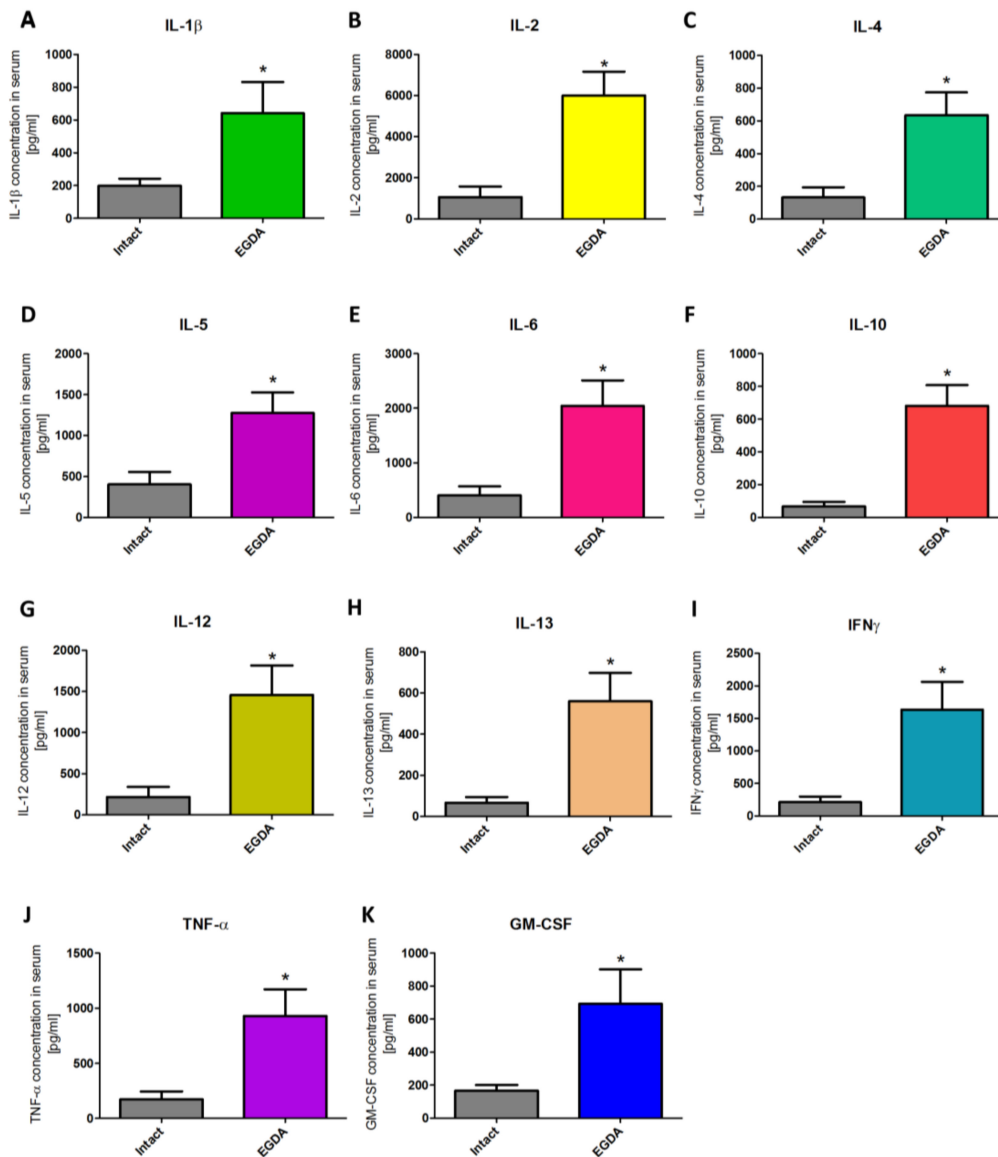 A
IL-1β
IL-1β concentration in serum
[pg/ml]
1000
800
600
400
200
0
*
Intact
EGDA
B
IL-2
IL-2 concentration in serum
[pg/ml]
8000
6000
4000
2000
0
*
Intact
EGDA
C
IL-4
IL-4 concentration in serum
[pg/ml]
1000
800
600
400
200
0
*
Intact
EGDA
D
IL-5
IL-5 concentration in serum
[pg/ml]
2000
1500
1000
500
0
*
Intact
EGDA
E
IL-6
IL-6 concentration in serum
[pg/ml]
3000
2000
1000
0
*
Intact
EGDA
F
IL-10
IL-10 concentration in serum
[pg/ml]
1000
800
600
400
200
0
*
Intact
EGDA
G
IL-12
IL-12 concentration in serum
[pg/ml]
2000
1500
1000
500
0
*
Intact
EGDA
H
IL-13
IL-13 concentration in serum
[pg/ml]
800
600
400
200
0
*
Intact
EGDA
I
IFNγ
IFNγ concentration in serum
[pg/ml]
2500
2000
1500
1000
500
0
*
Intact
EGDA
J
TNF-α
TNF-α concentration in serum
[pg/ml]
1500
1000
500
0
*
Intact
EGDA
K
GM-CSF
GM-CSF concentration in serum
[pg/ml]
1000
800
600
400
200
0
*
Intact
EGDA